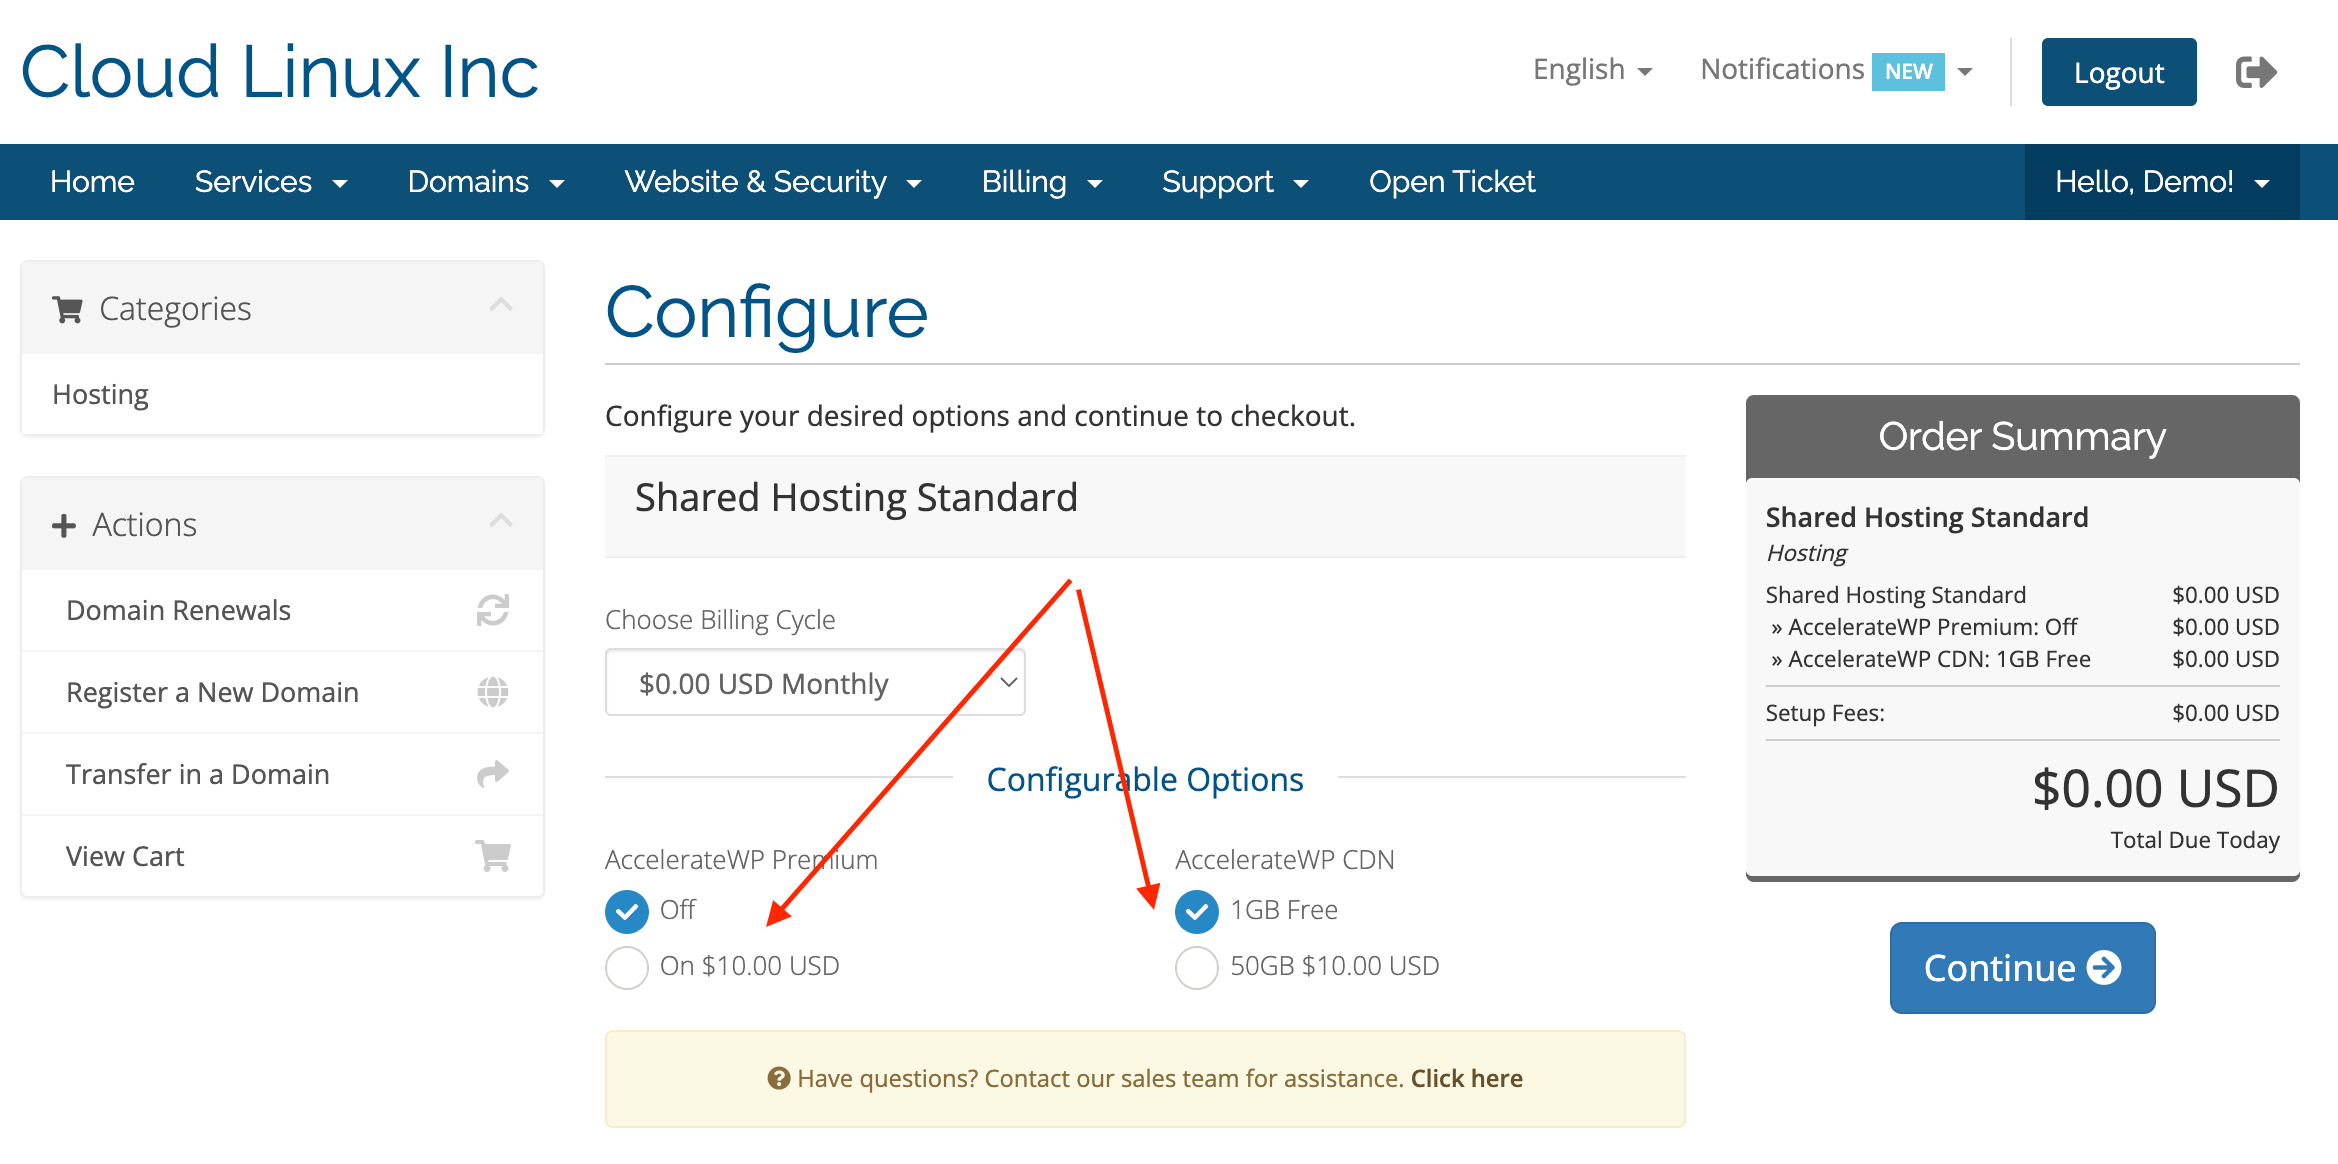 Cloud Linux Inc
English
Notifications NEW
Logout
Home
Services
Domains
Website & Security
Billing
Support
Open Ticket
Hello, Demo!
Categories
Hosting
Actions
Domain Renewals
Register a New Domain
Transfer in a Domain
View Cart
Configure
Configure your desired options and continue to checkout.
Shared Hosting Standard
Choose Billing Cycle
$0.00 USD Monthly
Configurable Options
AccelerateWP Premium
Off
On $10.00 USD
AccelerateWP CDN
1GB Free
50GB $10.00 USD
Have questions? Contact our sales team for assistance. Click here
Order Summary
Shared Hosting Standard
Hosting
Shared Hosting Standard $0.00 USD
» AccelerateWP Premium: Off $0.00 USD
» AccelerateWP CDN: 1GB Free $0.00 USD
Setup Fees: $0.00 USD
$0.00 USD
Total Due Today
Continue